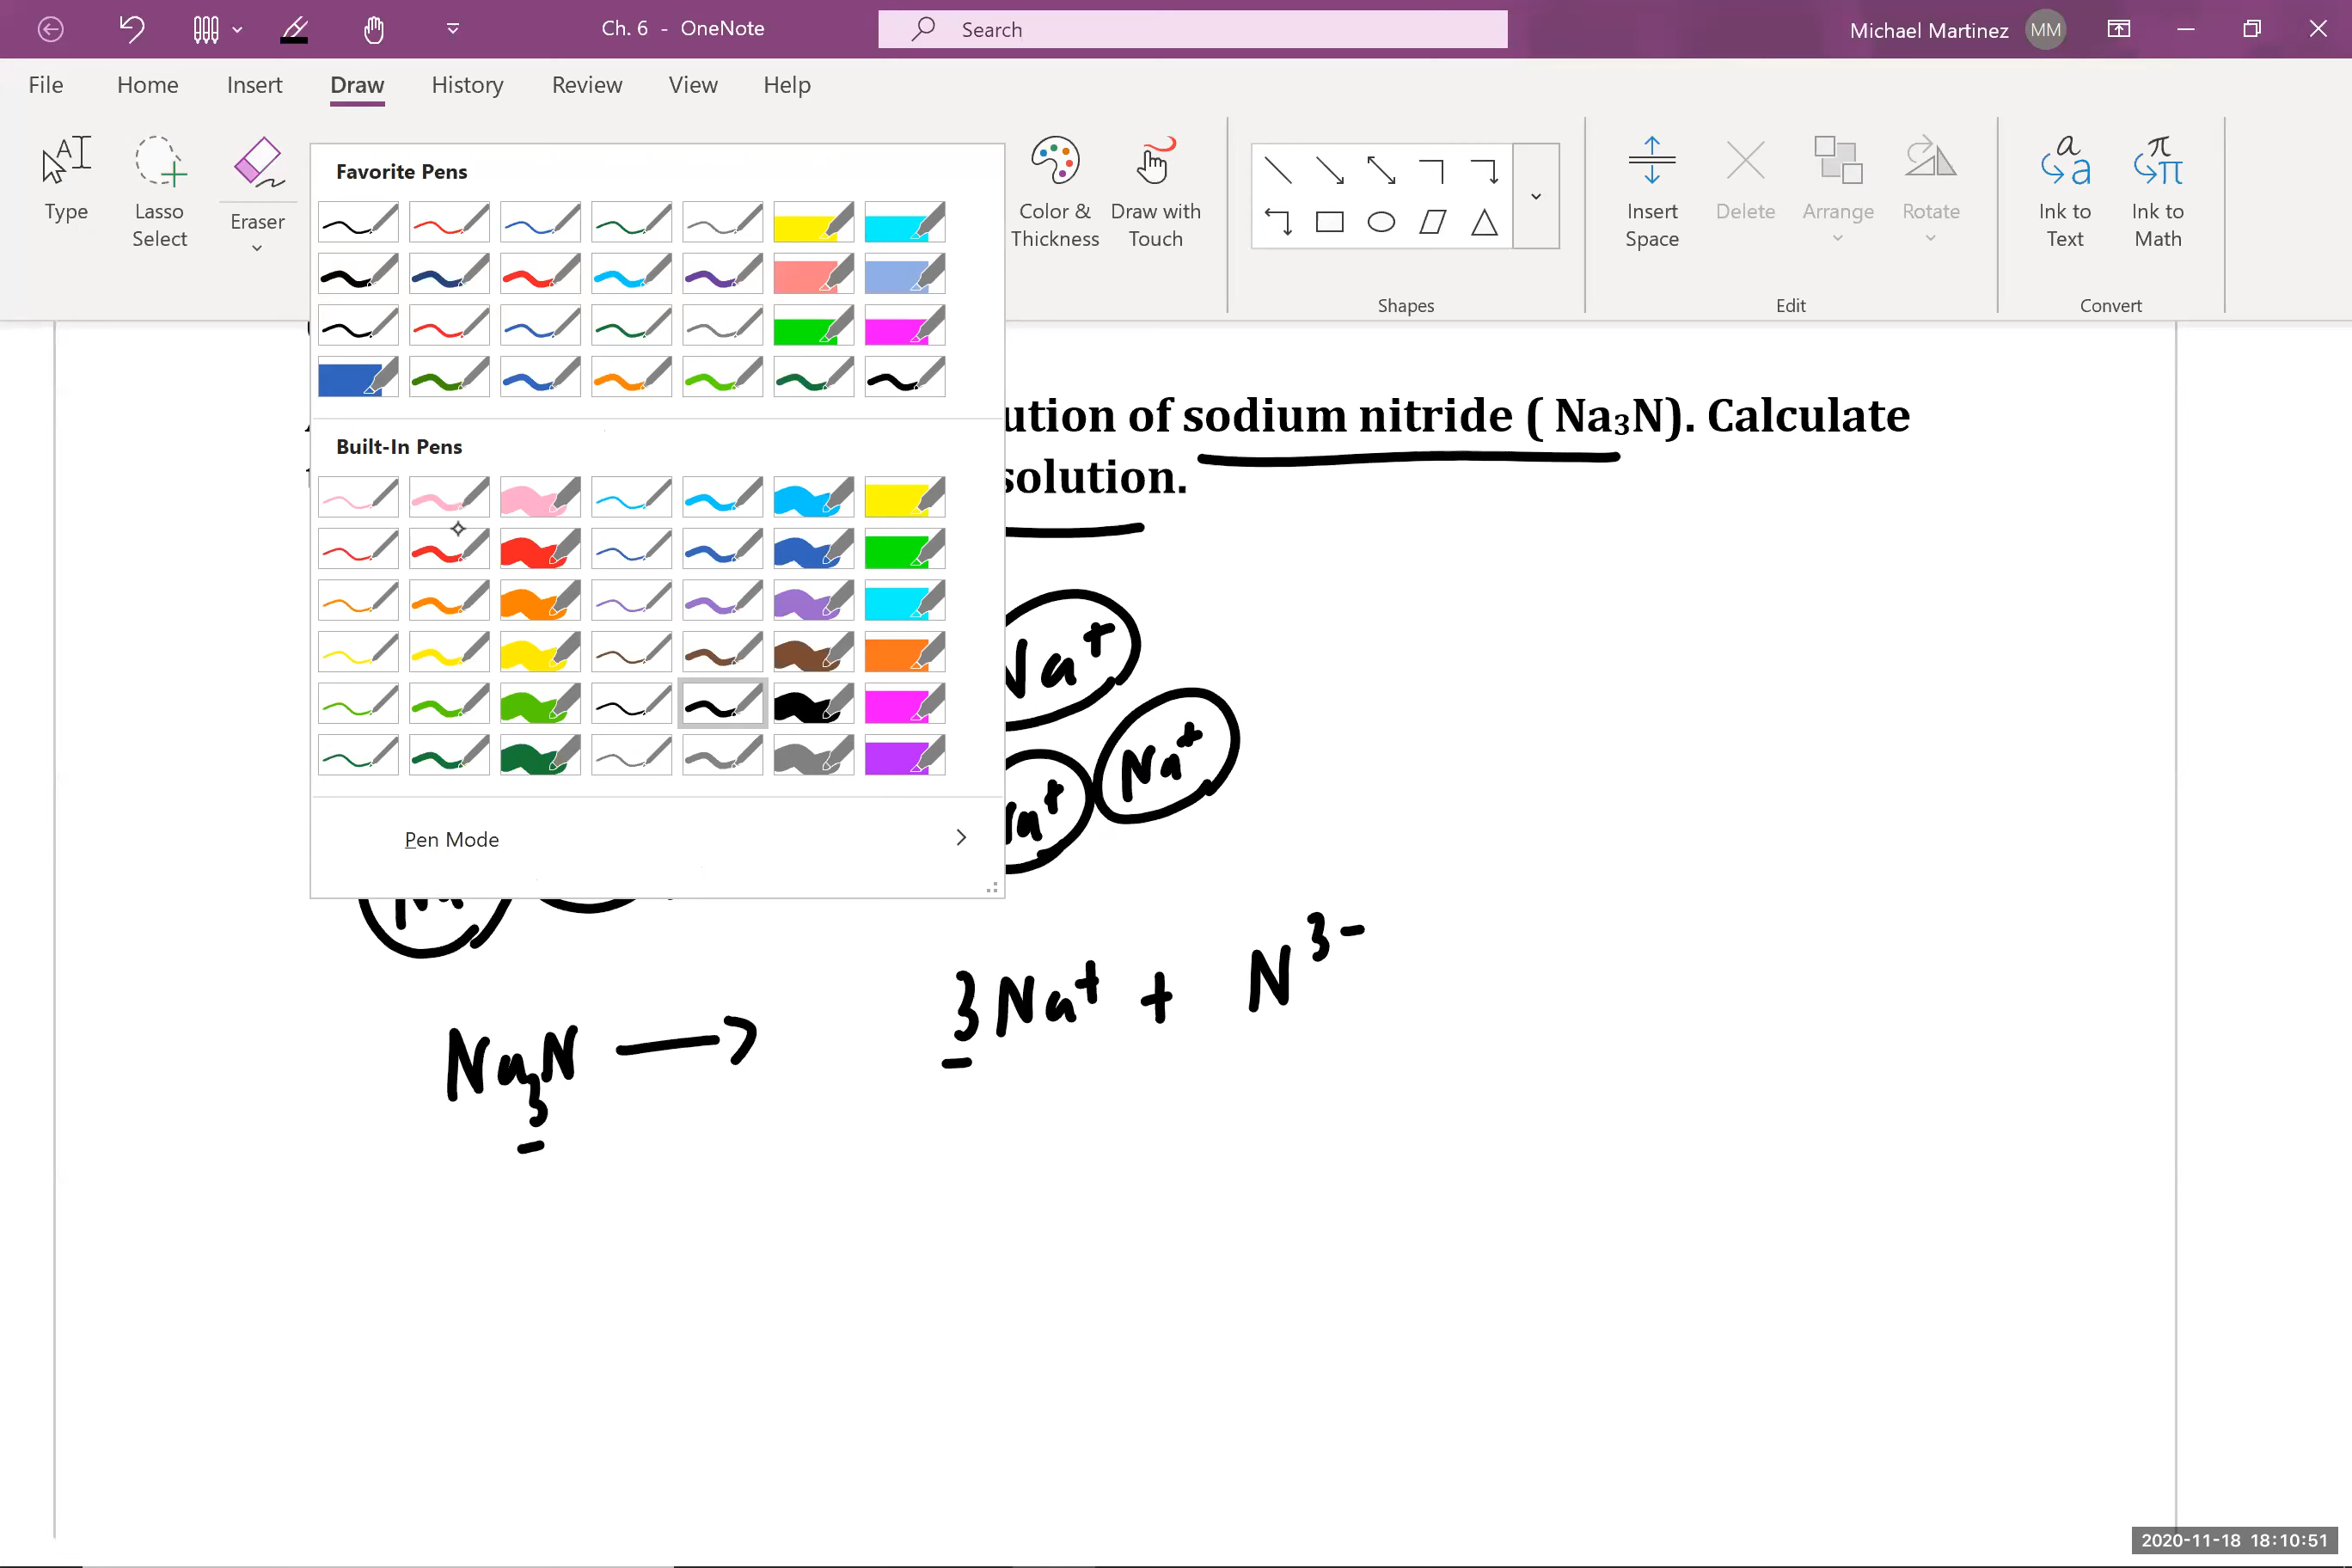 Ch. 6 - OneNote
Search
Michael Martinez MM
File Home Insert Draw History Review View Help
Type
Lasso Select
Eraser
Favorite Pens
Built-In Pens
Pen Mode
Color & Thickness
Draw with Touch
Shapes
Insert Space
Delete
Arrange
Rotate
Edit
Ink to Text
Ink to Math
Convert
ution of sodium nitride ( Na₃N). Calculate
solution.
Na⁺
Na⁺
Na⁺
Na₃N → 3Na⁺ + N³⁻
2020-11-18 18:10:51